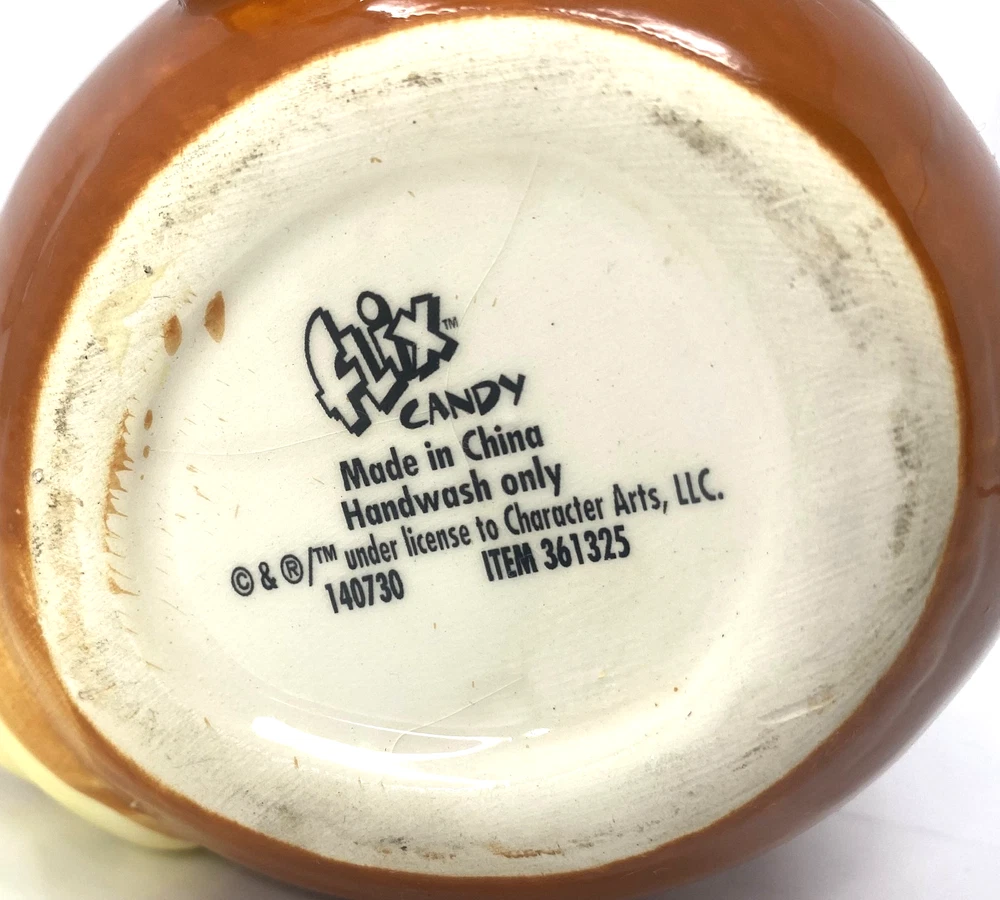 Flix™
CANDY
Made in China
Handwash only
© & ®/™ under license to Character Arts, LLC.
140730 ITEM 361325